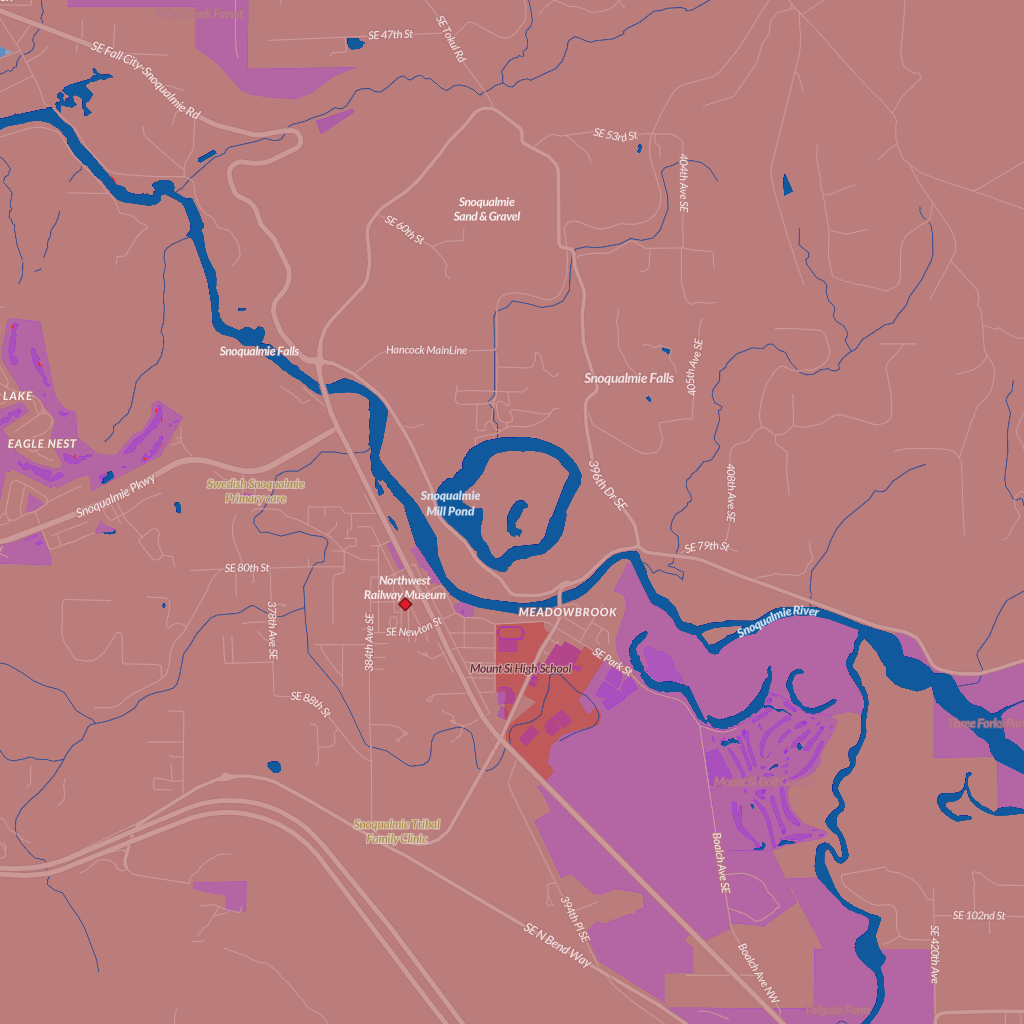 SE 47th St
SE Tokul Rd
SE Fall City-Snoqualmie Rd
SE 53rd St
404th Ave SE
Snoqualmie
Sand & Gravel
SE 60th St
Snoqualmie Falls
Hancock MainLine
Snoqualmie Falls
405th Ave SE
LAKE
EAGLE NEST
Snoqualmie Pkwy
Swedish Snoqualmie
Primary care
Snoqualmie
Mill Pond
396th Dr SE
408th Ave SE
SE 79th St
SE 80th St
Northwest
Railway Museum
MEADOWBROOK
Snoqualmie River
378th Ave SE
384th Ave SE
SE Newton St
SE Park St
Mount Si High School
SE 88th St
Three Forks Park
Mount Si Golf Course
Snoqualmie Tribal
Family Clinic
Boalch Ave SE
394th Pl SE
SE N Bend Way
Boalch Ave NW
SE 102nd St
SE 420th Ave
Tollgate Farm